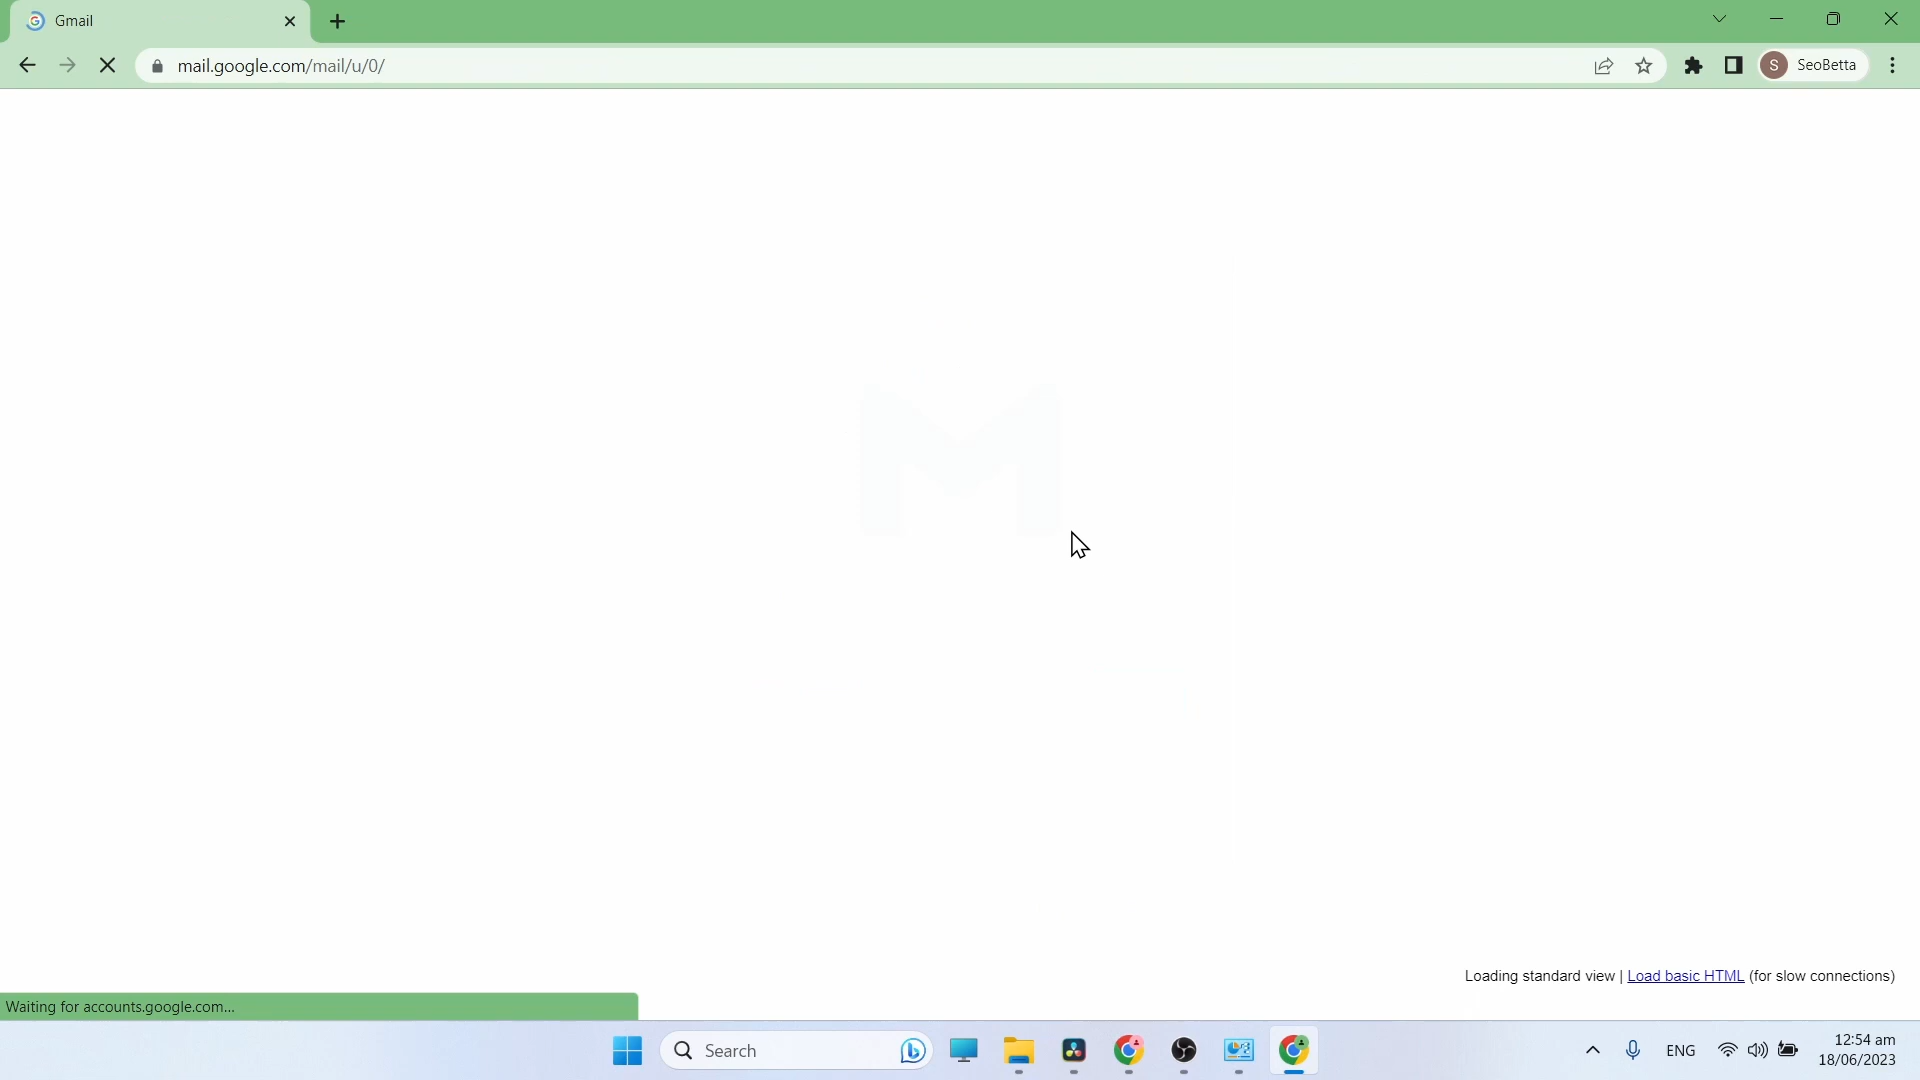 Gmail
mail.google.com/mail/u/0/
S SeoBetta
Loading standard view | Load basic HTML (for slow connections)
Waiting for accounts.google.com...
Search
ENG
12:54 am
18/06/2023